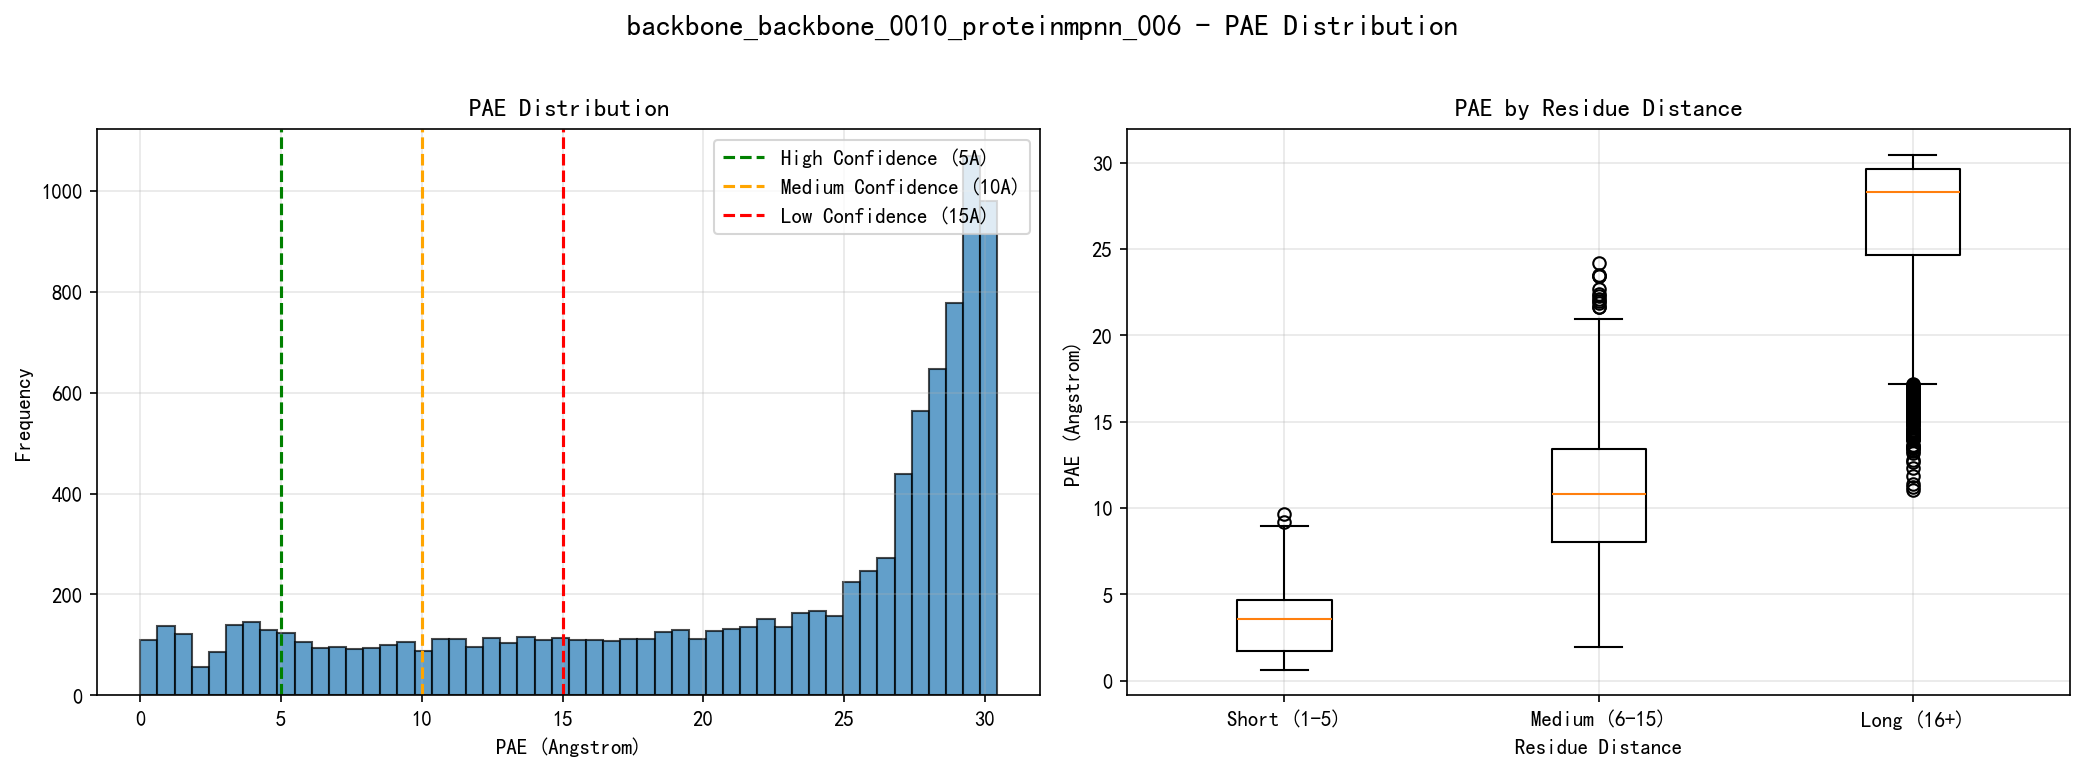 backbone_backbone_0010_proteinmpnn_006 - PAE Distribution
PAE Distribution
High Confidence (5A)
Medium Confidence (10A)
Low Confidence (15A)
Frequency
1000
800
600
400
200
0
0 5 10 15 20 25 30
PAE (Angstrom)
PAE by Residue Distance
PAE (Angstrom)
30
25
20
15
10
5
0
Short (1-5) Medium (6-15) Long (16+)
Residue Distance